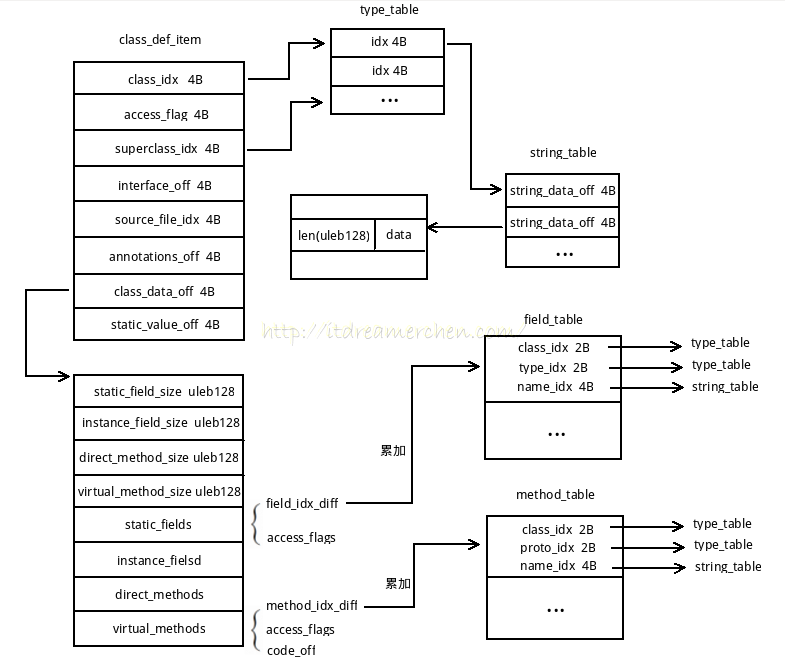 type_table
class_def_item
idx 4B
idx 4B
...
class_idx 4B
access_flag 4B
superclass_idx 4B
interface_off 4B
source_file_idx 4B
annotations_off 4B
class_data_off 4B
static_value_off 4B
string_table
string_data_off 4B
string_data_off 4B
...
len(uleb128) data
http://itdreamerchen.com/
static_field_size uleb128
instance_field_size uleb128
direct_method_size uleb128
virtual_method_size uleb128
static_fields
instance_fielsd
direct_methods
virtual_methods
field_idx_diff
access_flags
累加
method_idx_diff
access_flags
code_off
累加
field_table
class_idx 2B type_table
type_idx 2B type_table
name_idx 4B string_table
...
method_table
class_idx 2B type_table
proto_idx 2B type_table
name_idx 4B string_table
...